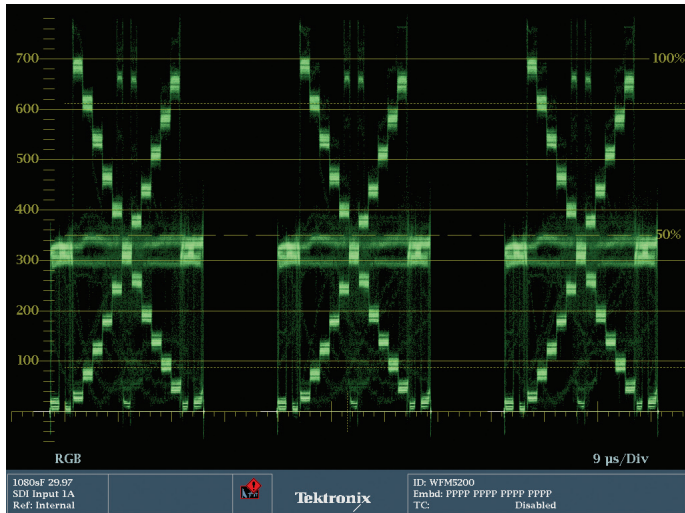 700
600
500
400
300
200
100
100%
50%
RGB
9 µs/Div
1080sF 29.97
SDI Input 1A
Ref: Internal
Tektronix
ID: WFM5200
Embd: PPPP PPPP PPPP PPPP
TC: Disabled